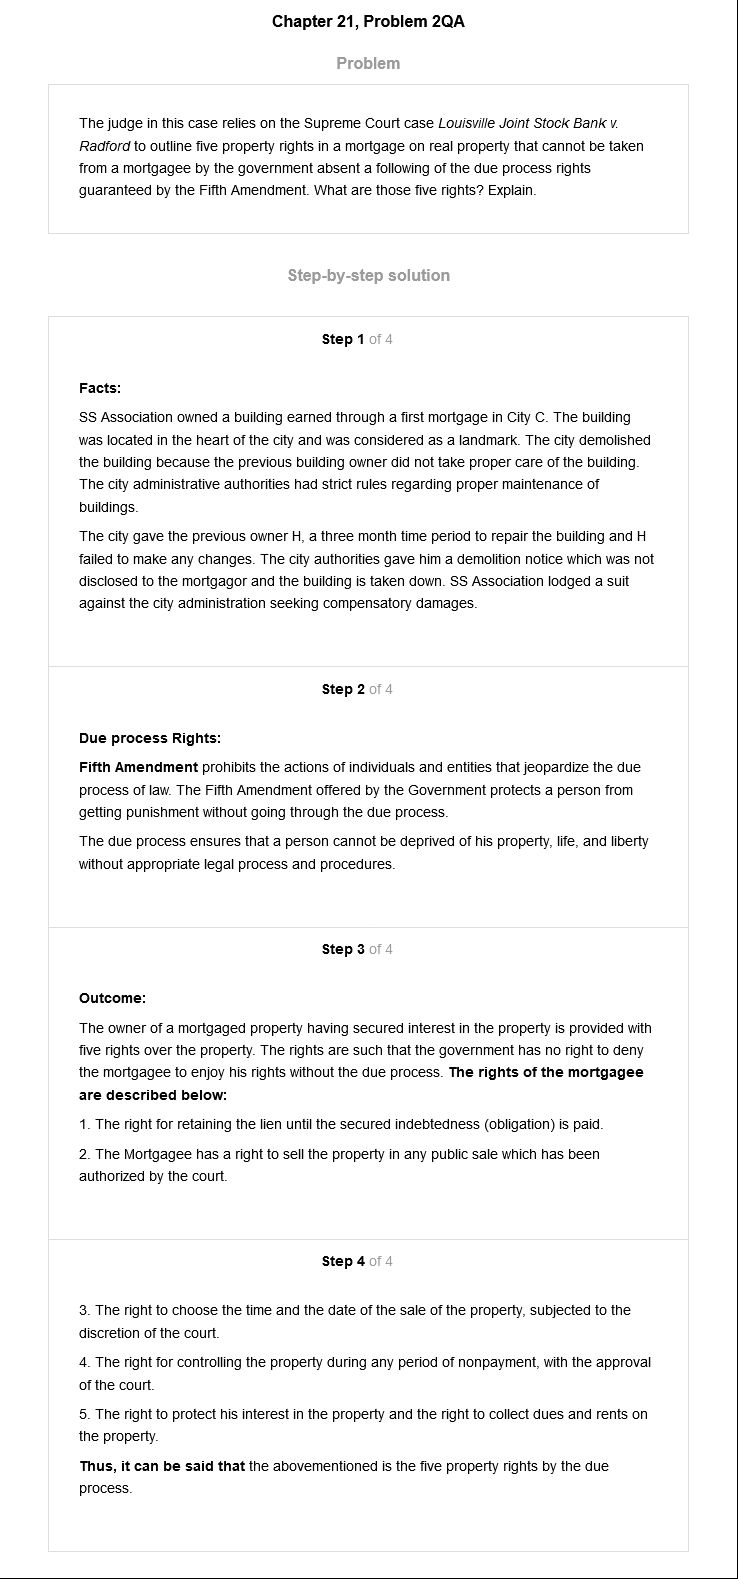 Chapter 21, Problem 2QA
Problem
The judge in this case relies on the Supreme Court case Louisville Joint Stock Bank v.
Radford to outline five property rights in a mortgage on real property that cannot be taken
from a mortgagee by the government absent a following of the due process rights
guaranteed by the Fifth Amendment. What are those five rights? Explain.
Step-by-step solution
Step 1 of 4
Facts:
SS Association owned a building earned through a first mortgage in City C. The building
was located in the heart of the city and was considered as a landmark. The city demolished
the building because the previous building owner did not take proper care of the building.
The city administrative authorities had strict rules regarding proper maintenance of
buildings.
The city gave the previous owner H, a three month time period to repair the building and H
failed to make any changes. The city authorities gave him a demolition notice which was not
disclosed to the mortgagor and the building is taken down. SS Association lodged a suit
against the city administration seeking compensatory damages.
Step 2 of 4
Due process Rights:
Fifth Amendment prohibits the actions of individuals and entities that jeopardize the due
process of law. The Fifth Amendment offered by the Government protects a person from
getting punishment without going through the due process.
The due process ensures that a person cannot be deprived of his property, life, and liberty
without appropriate legal process and procedures.
Step 3 of 4
Outcome:
The owner of a mortgaged property having secured interest in the property is provided with
five rights over the property. The rights are such that the government has no right to deny
the mortgagee to enjoy his rights without the due process. The rights of the mortgagee
are described below:
1. The right for retaining the lien until the secured indebtedness (obligation) is paid.
2. The Mortgagee has a right to sell the property in any public sale which has been
authorized by the court.
Step 4 of 4
3. The right to choose the time and the date of the sale of the property, subjected to the
discretion of the court.
4. The right for controlling the property during any period of nonpayment, with the approval
of the court.
5. The right to protect his interest in the property and the right to collect dues and rents on
the property.
Thus, it can be said that the abovementioned is the five property rights by the due
process.